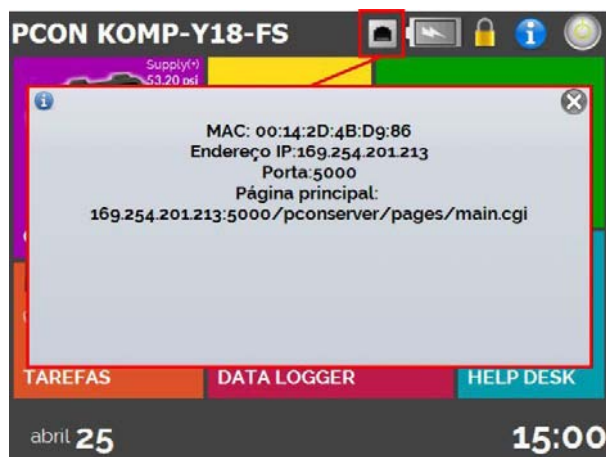 PCON KOMP-Y18-FS
Supply(+)
53.20 psi
MAC: 00:14:2D:4B:D9:86
Endereço IP:169.254.201.213
Porta:5000
Página principal:
169.254.201.213:5000/pconserver/pages/main.cgi
TAREFAS
DATA LOGGER
HELP DESK
abril 25
15:00